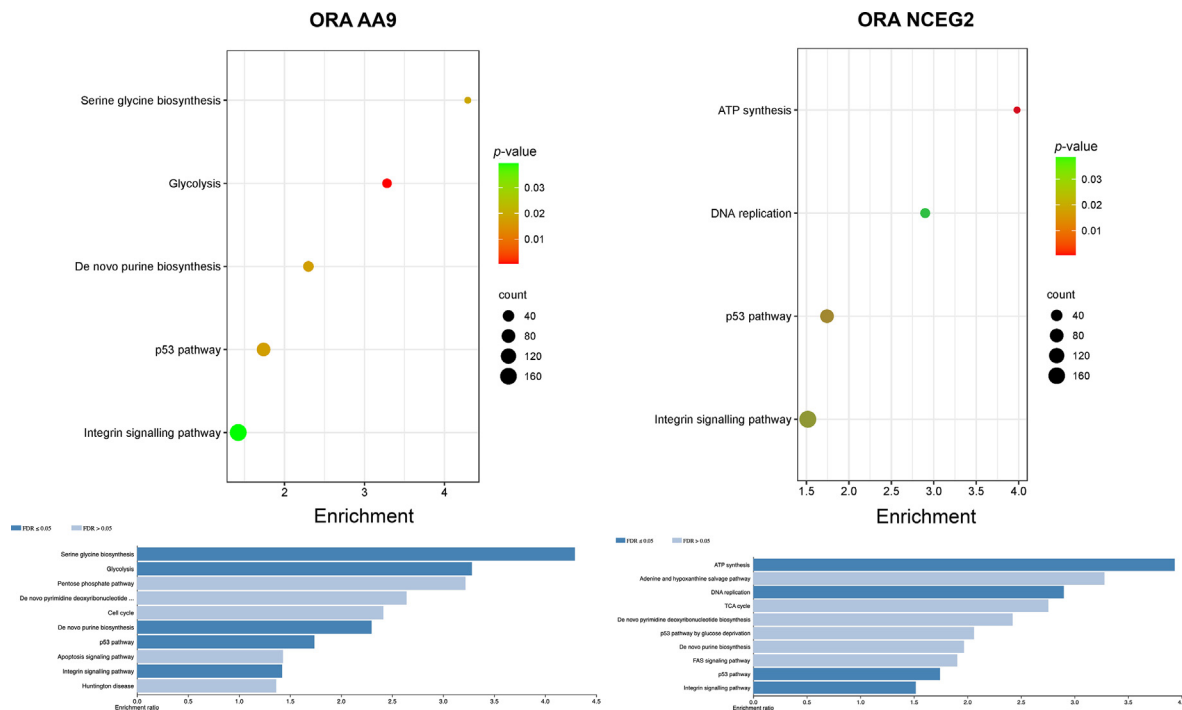 ORA AA9
Serine glycine biosynthesis
Glycolysis
De novo purine biosynthesis
p53 pathway
Integrin signalling pathway
2
3
4
Enrichment
p-value
0.03
0.02
0.01
count
40
80
120
160
ORA NCEG2
ATP synthesis
DNA replication
p53 pathway
Integrin signalling pathway
1.5
2.0
2.5
3.0
3.5
4.0
Enrichment
p-value
0.03
0.02
0.01
count
40
80
120
160
FDR ≤ 0.05
FDR > 0.05
Serine glycine biosynthesis
Glycolysis
Pentose phosphate pathway
De novo pyrimidine deoxyribonucleotide ...
Cell cycle
De novo purine biosynthesis
p53 pathway
Apoptosis signaling pathway
Integrin signalling pathway
Huntington disease
0.0
0.5
1.0
1.5
2.0
2.5
3.0
3.5
4.0
4.5
Enrichment ratio
FDR ≤ 0.05
FDR > 0.05
ATP synthesis
Adenine and hypoxanthine salvage pathway
DNA replication
TCA cycle
De novo pyrimidine deoxyribonucleotide biosynthesis
p53 pathway by glucose deprivation
De novo purine biosynthesis
FAS signaling pathway
p53 pathway
Integrin signalling pathway
0.0
0.5
1.0
1.5
2.0
2.5
3.0
3.5
Enrichment ratio